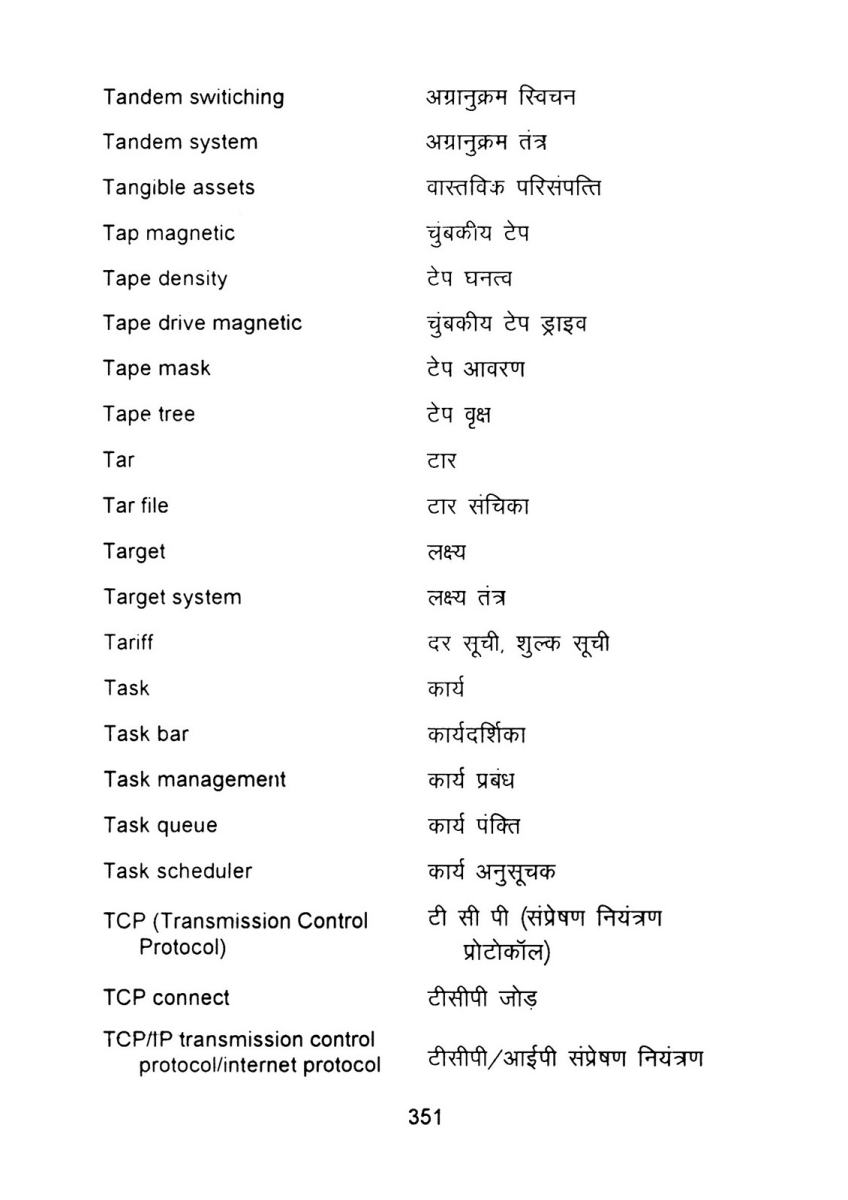 Tandem switiching अग्रानुक्रम स्विचन
Tandem system अग्रानुक्रम तंत्र
Tangible assets वास्तविक परिसंपत्ति
Tap magnetic चुंबकीय टेप
Tape density टेप घनत्व
Tape drive magnetic चुंबकीय टेप ड्राइव
Tape mask टेप आवरण
Tape tree टेप वृक्ष
Tar टार
Tar file टार संचिका
Target लक्ष्य
Target system लक्ष्य तंत्र
Tariff दर सूची, शुल्क सूची
Task कार्य
Task bar कार्यदर्शिका
Task management कार्य प्रबंध
Task queue कार्य पंक्ति
Task scheduler कार्य अनुसूचक
TCP (Transmission Control टी सी पी (संप्रेषण नियंत्रण
Protocol) प्रोटोकॉल)
TCP connect टीसीपी जोड़
TCP/IP transmission control
protocol/internet protocol टीसीपी/आईपी संप्रेषण नियंत्रण
351